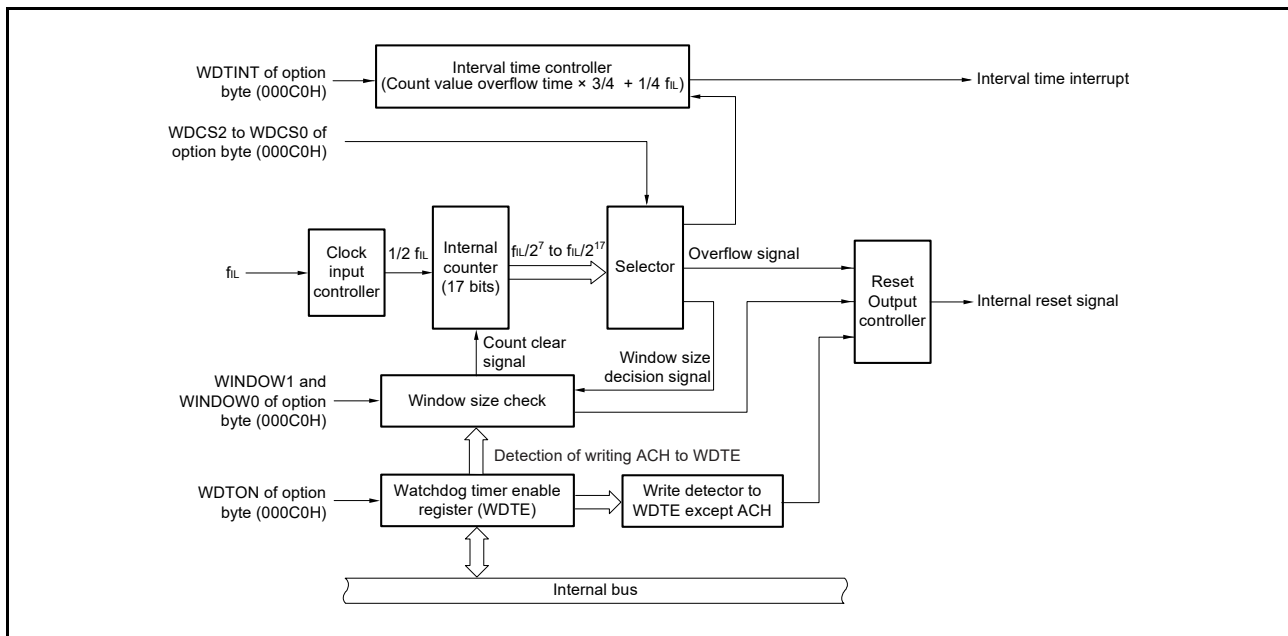 WDTINT of option
byte (000C0H)
Interval time controller
(Count value overflow time × 3/4 + 1/4 fIL)
Interval time interrupt
WDCS2 to WDCS0 of
option byte (000C0H)
fIL
Clock
input
controller
1/2 fIL
Internal
counter
(17 bits)
fIL/2⁷ to fIL/2¹⁷
Selector
Overflow signal
Reset
Output
controller
Internal reset signal
Count clear
signal
Window size
decision signal
WINDOW1 and
WINDOW0 of option
byte (000C0H)
Window size check
Detection of writing ACH to WDTE
WDTON of option
byte (000C0H)
Watchdog timer enable
register (WDTE)
Write detector to
WDTE except ACH
Internal bus